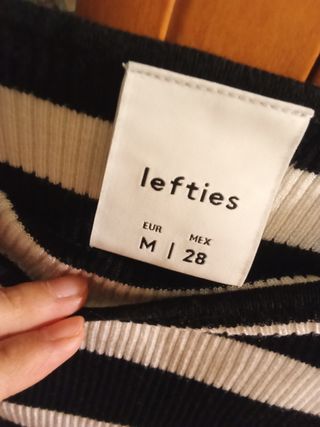 lefties
EUR MEX
M | 28